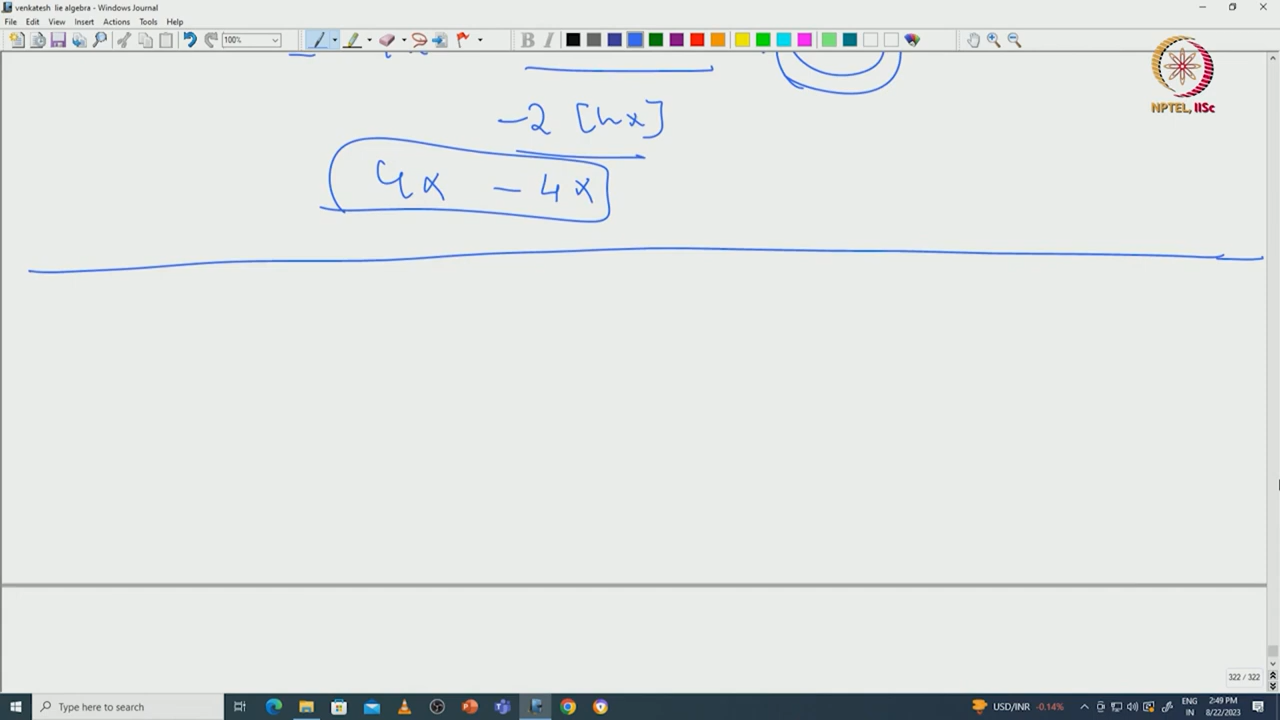 venkatesh lie algebra - Windows Journal
File Edit View Insert Actions Tools Help
100%
NPTEL, IISc
-2 [hx]
4x - 4x
322 / 322
Type here to search
USD/INR -0.14%
ENG
IN
2:49 PM
8/22/2023